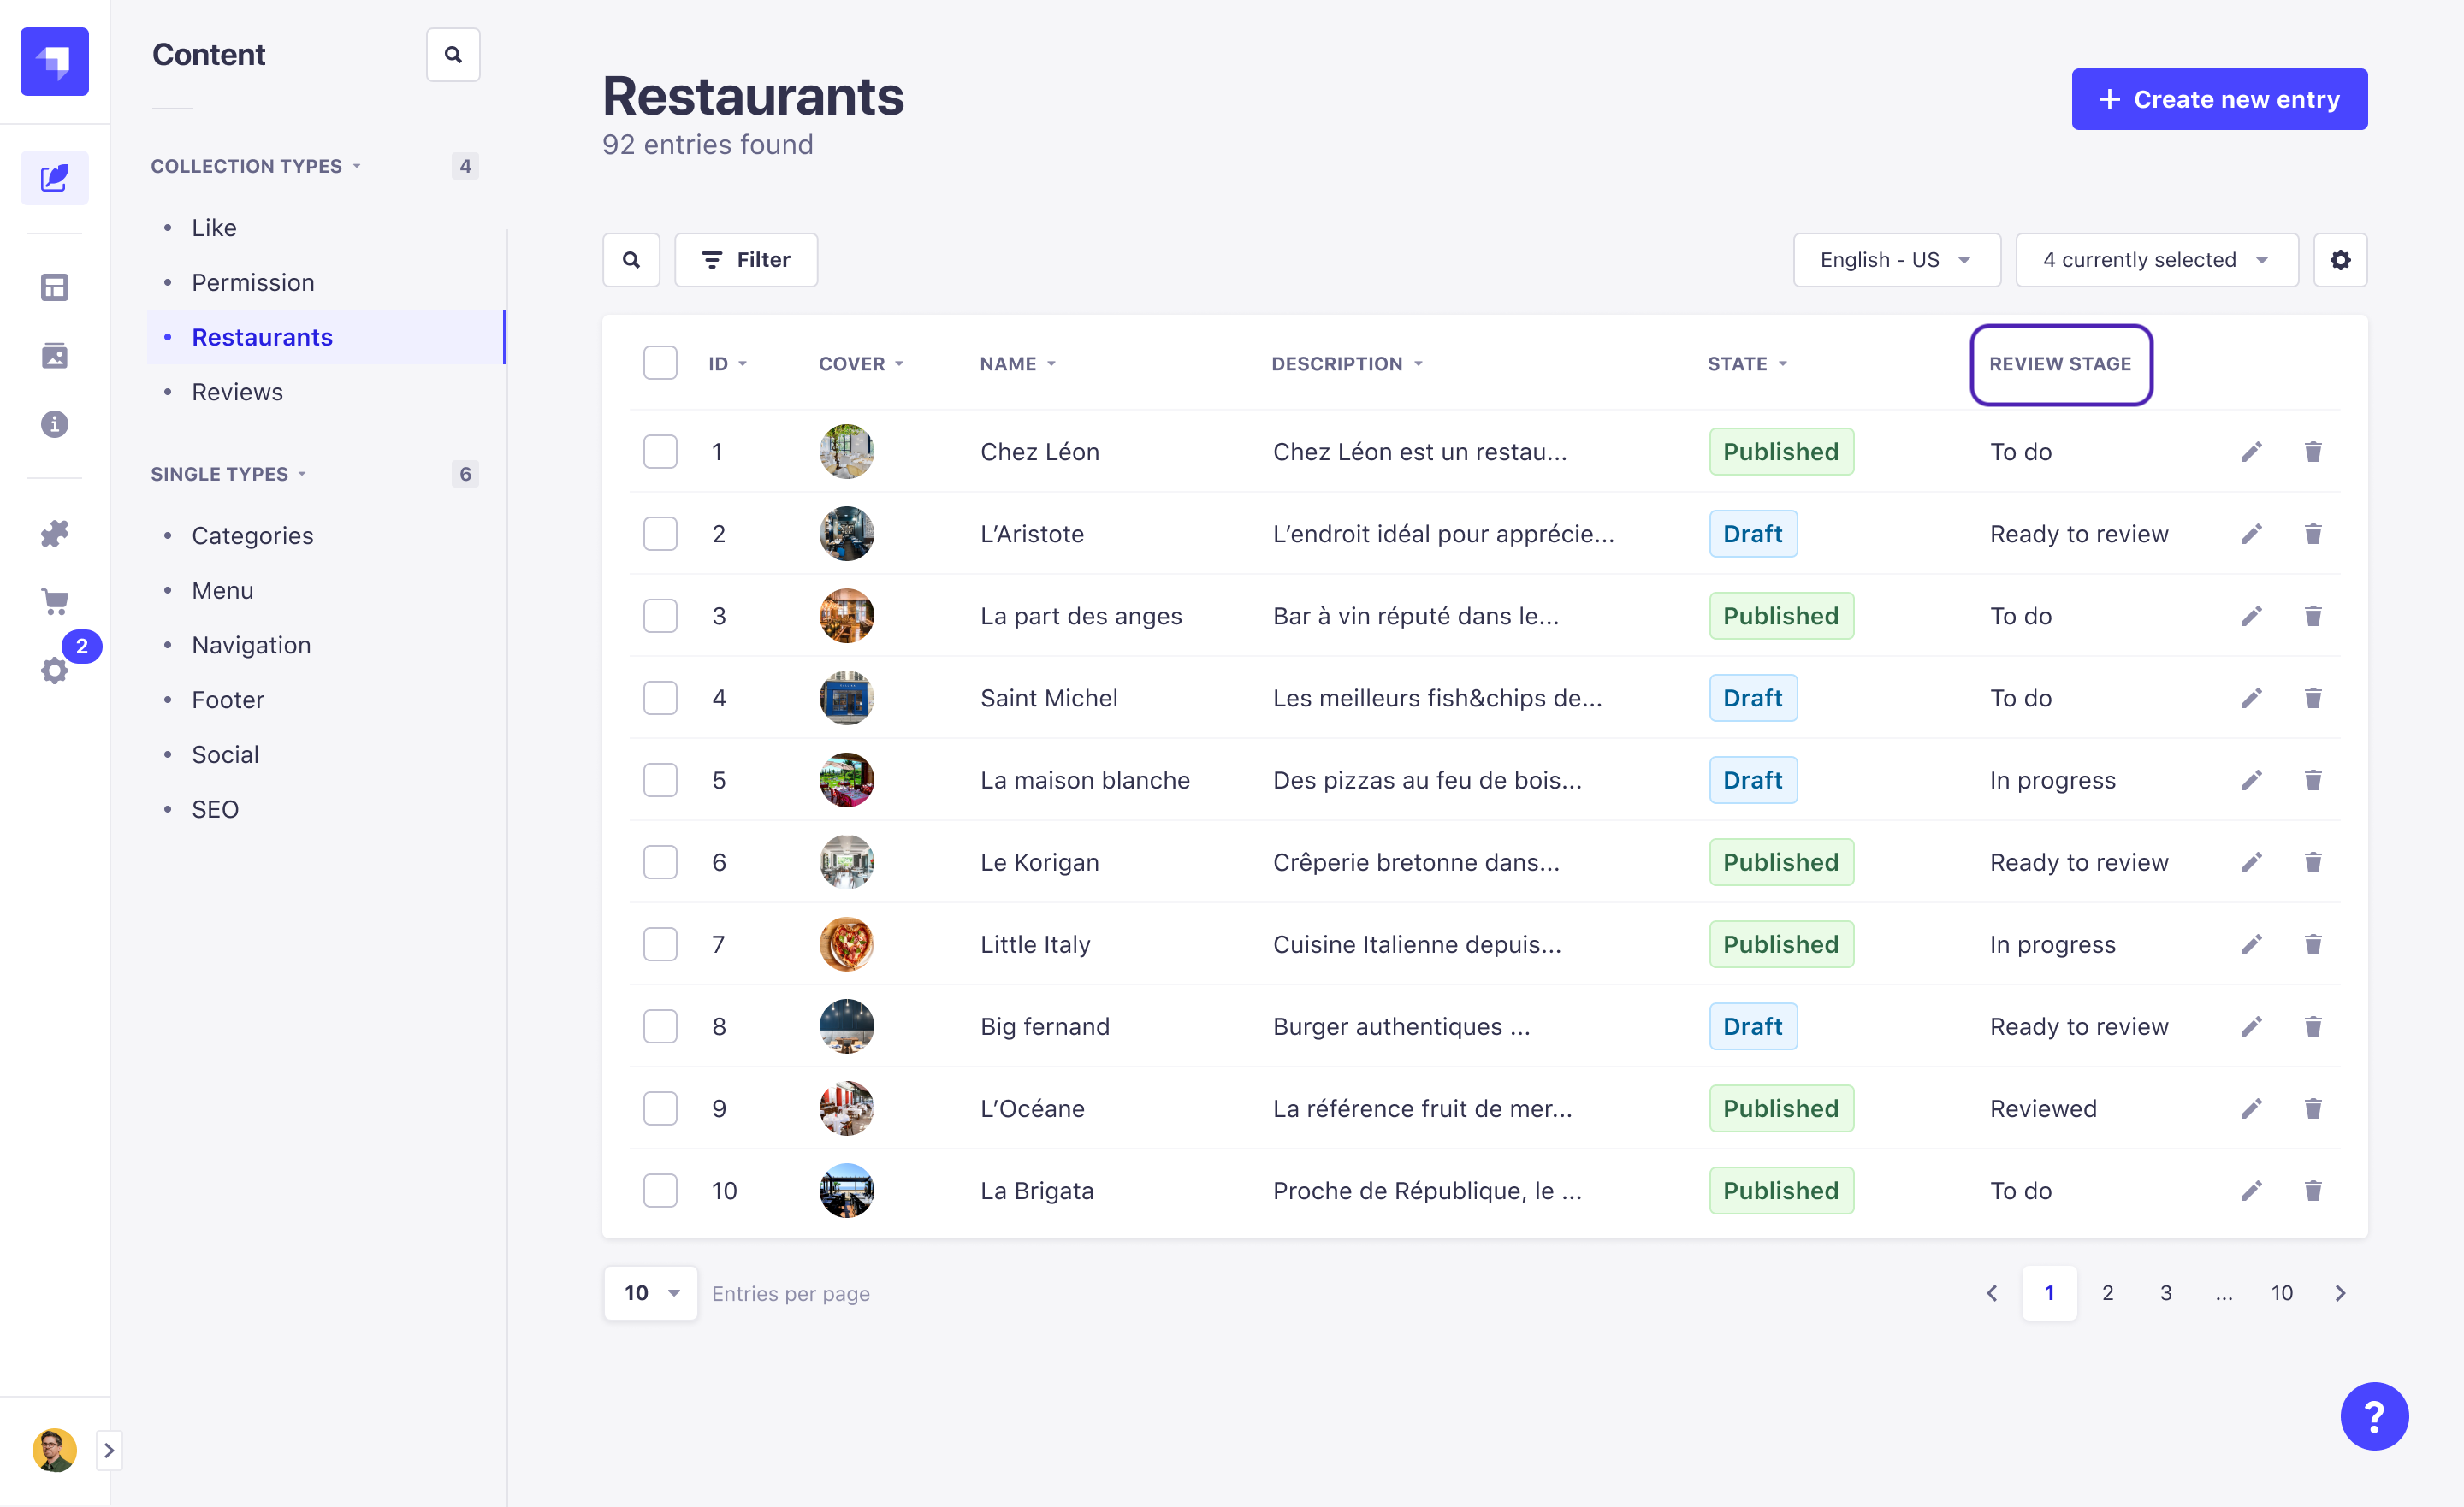 Content
COLLECTION TYPES 4
Like
Permission
Restaurants
Reviews
SINGLE TYPES 6
Categories
Menu
Navigation
Footer
Social
SEO
2
Restaurants
92 entries found
+ Create new entry
Filter
English - US
4 currently selected
ID COVER NAME DESCRIPTION STATE REVIEW STAGE
1 Chez Léon Chez Léon est un restau... Published To do
2 L’Aristote L’endroit idéal pour apprécie... Draft Ready to review
3 La part des anges Bar à vin réputé dans le... Published To do
4 Saint Michel Les meilleurs fish&chips de... Draft To do
5 La maison blanche Des pizzas au feu de bois... Draft In progress
6 Le Korigan Crêperie bretonne dans... Published Ready to review
7 Little Italy Cuisine Italienne depuis... Published In progress
8 Big fernand Burger authentiques ... Draft Ready to review
9 L’Océane La référence fruit de mer... Published Reviewed
10 La Brigata Proche de République, le ... Published To do
10 Entries per page
1 2 3 ... 10
?